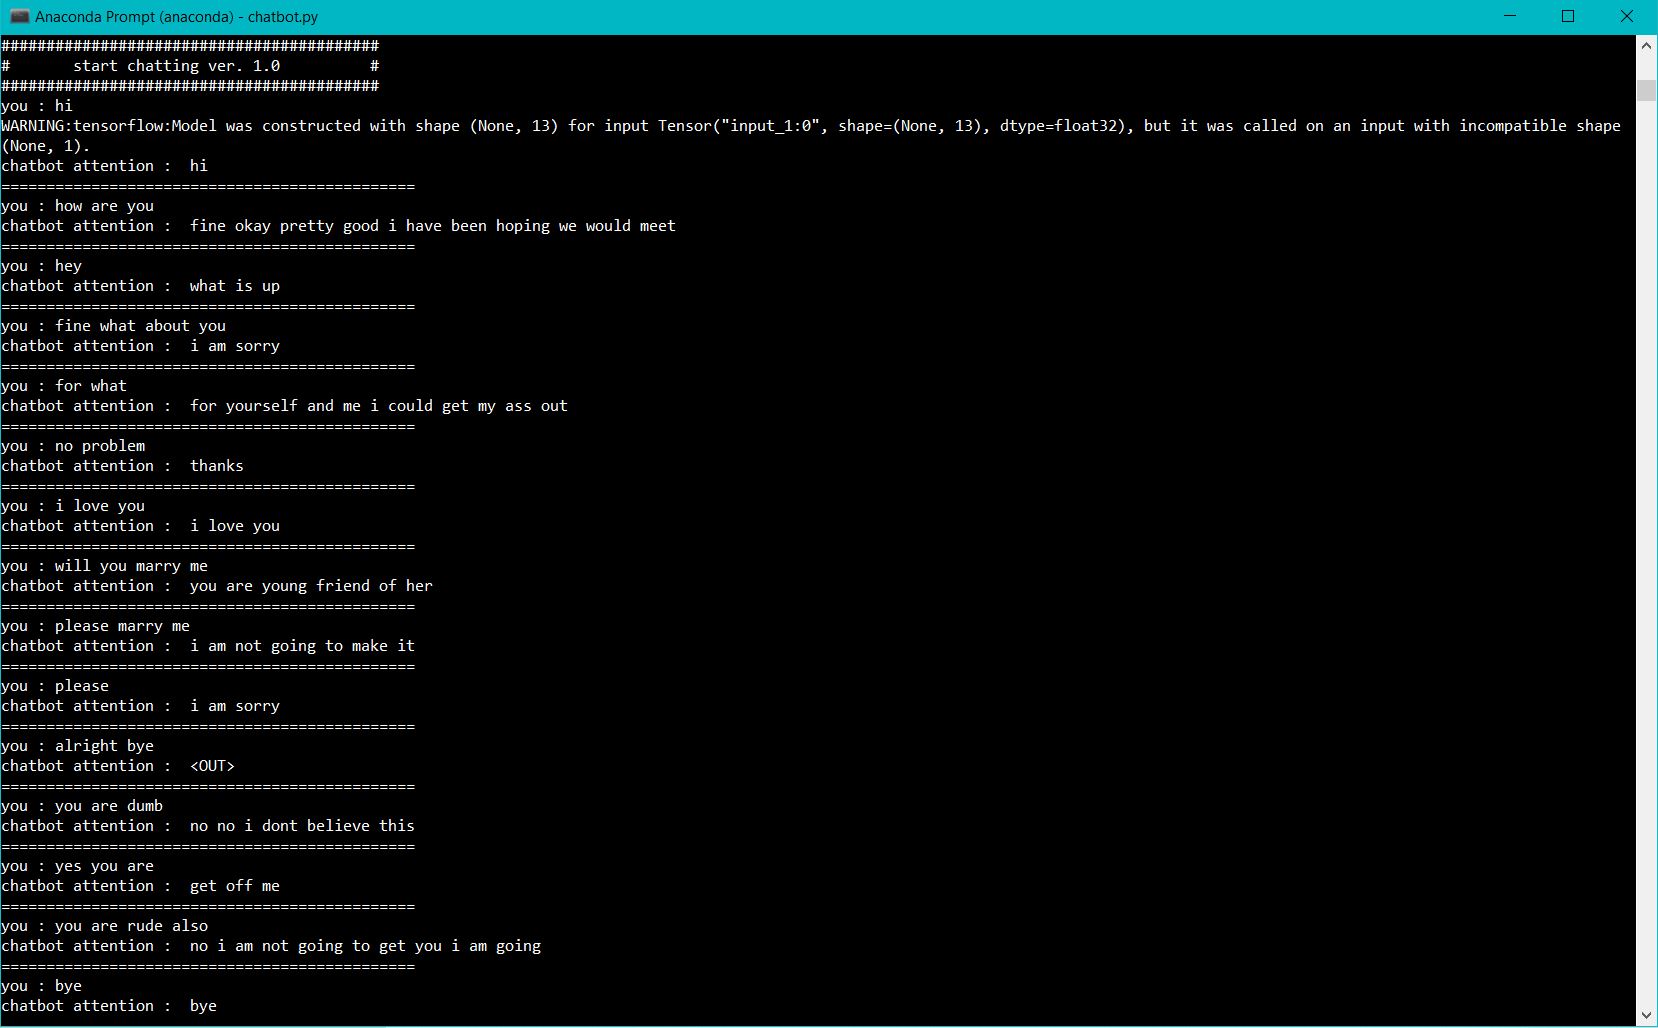 Anaconda Prompt (anaconda) - chatbot.py
##########################################
#       start chatting ver. 1.0          #
##########################################
you : hi
WARNING:tensorflow:Model was constructed with shape (None, 13) for input Tensor("input_1:0", shape=(None, 13), dtype=float32), but it was called on an input with incompatible shape
(None, 1).
chatbot attention :  hi
==============================================
you : how are you
chatbot attention :  fine okay pretty good i have been hoping we would meet
==============================================
you : hey
chatbot attention :  what is up
==============================================
you : fine what about you
chatbot attention :  i am sorry
==============================================
you : for what
chatbot attention :  for yourself and me i could get my ass out
==============================================
you : no problem
chatbot attention :  thanks
==============================================
you : i love you
chatbot attention :  i love you
==============================================
you : will you marry me
chatbot attention :  you are young friend of her
==============================================
you : please marry me
chatbot attention :  i am not going to make it
==============================================
you : please
chatbot attention :  i am sorry
==============================================
you : alright bye
chatbot attention :  <OUT>
==============================================
you : you are dumb
chatbot attention :  no no i dont believe this
==============================================
you : yes you are
chatbot attention :  get off me
==============================================
you : you are rude also
chatbot attention :  no i am not going to get you i am going
==============================================
you : bye
chatbot attention :  bye